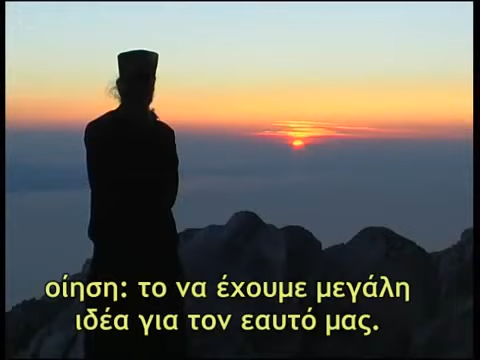 οίηση: το να έχουμε μεγάλη
ιδέα για τον εαυτό μας.